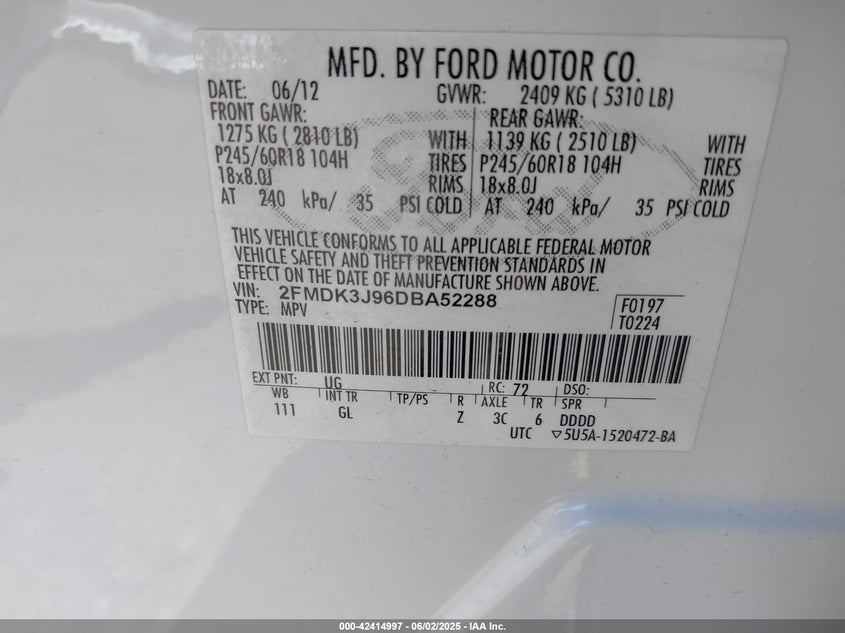 MFD. BY FORD MOTOR CO.
DATE: 06/12 GVWR: 2409 KG ( 5310 LB)
FRONT GAWR: REAR GAWR:
1275 KG ( 2810 LB) WITH 1139 KG ( 2510 LB) WITH
P245/60R18 104H TIRES P245/60R18 104H TIRES
18x8.0J RIMS 18x8.0J RIMS
AT 240 kPa/ 35 PSI COLD AT 240 kPa/ 35 PSI COLD
THIS VEHICLE CONFORMS TO ALL APPLICABLE FEDERAL MOTOR
VEHICLE SAFETY AND THEFT PREVENTION STANDARDS IN
EFFECT ON THE DATE OF MANUFACTURE SHOWN ABOVE.
VIN: 2FMDK3J96DBA52288 F0197
TYPE: MPV T0224
EXT PNT: UG RC: 72 DSO:
WB INT TR TP/PS R AXLE TR SPR
111 GL Z 3C 6 DDDD
UTC ▽5U5A-1520472-BA
000-42414997 - 06/02/2025 - IAA Inc.